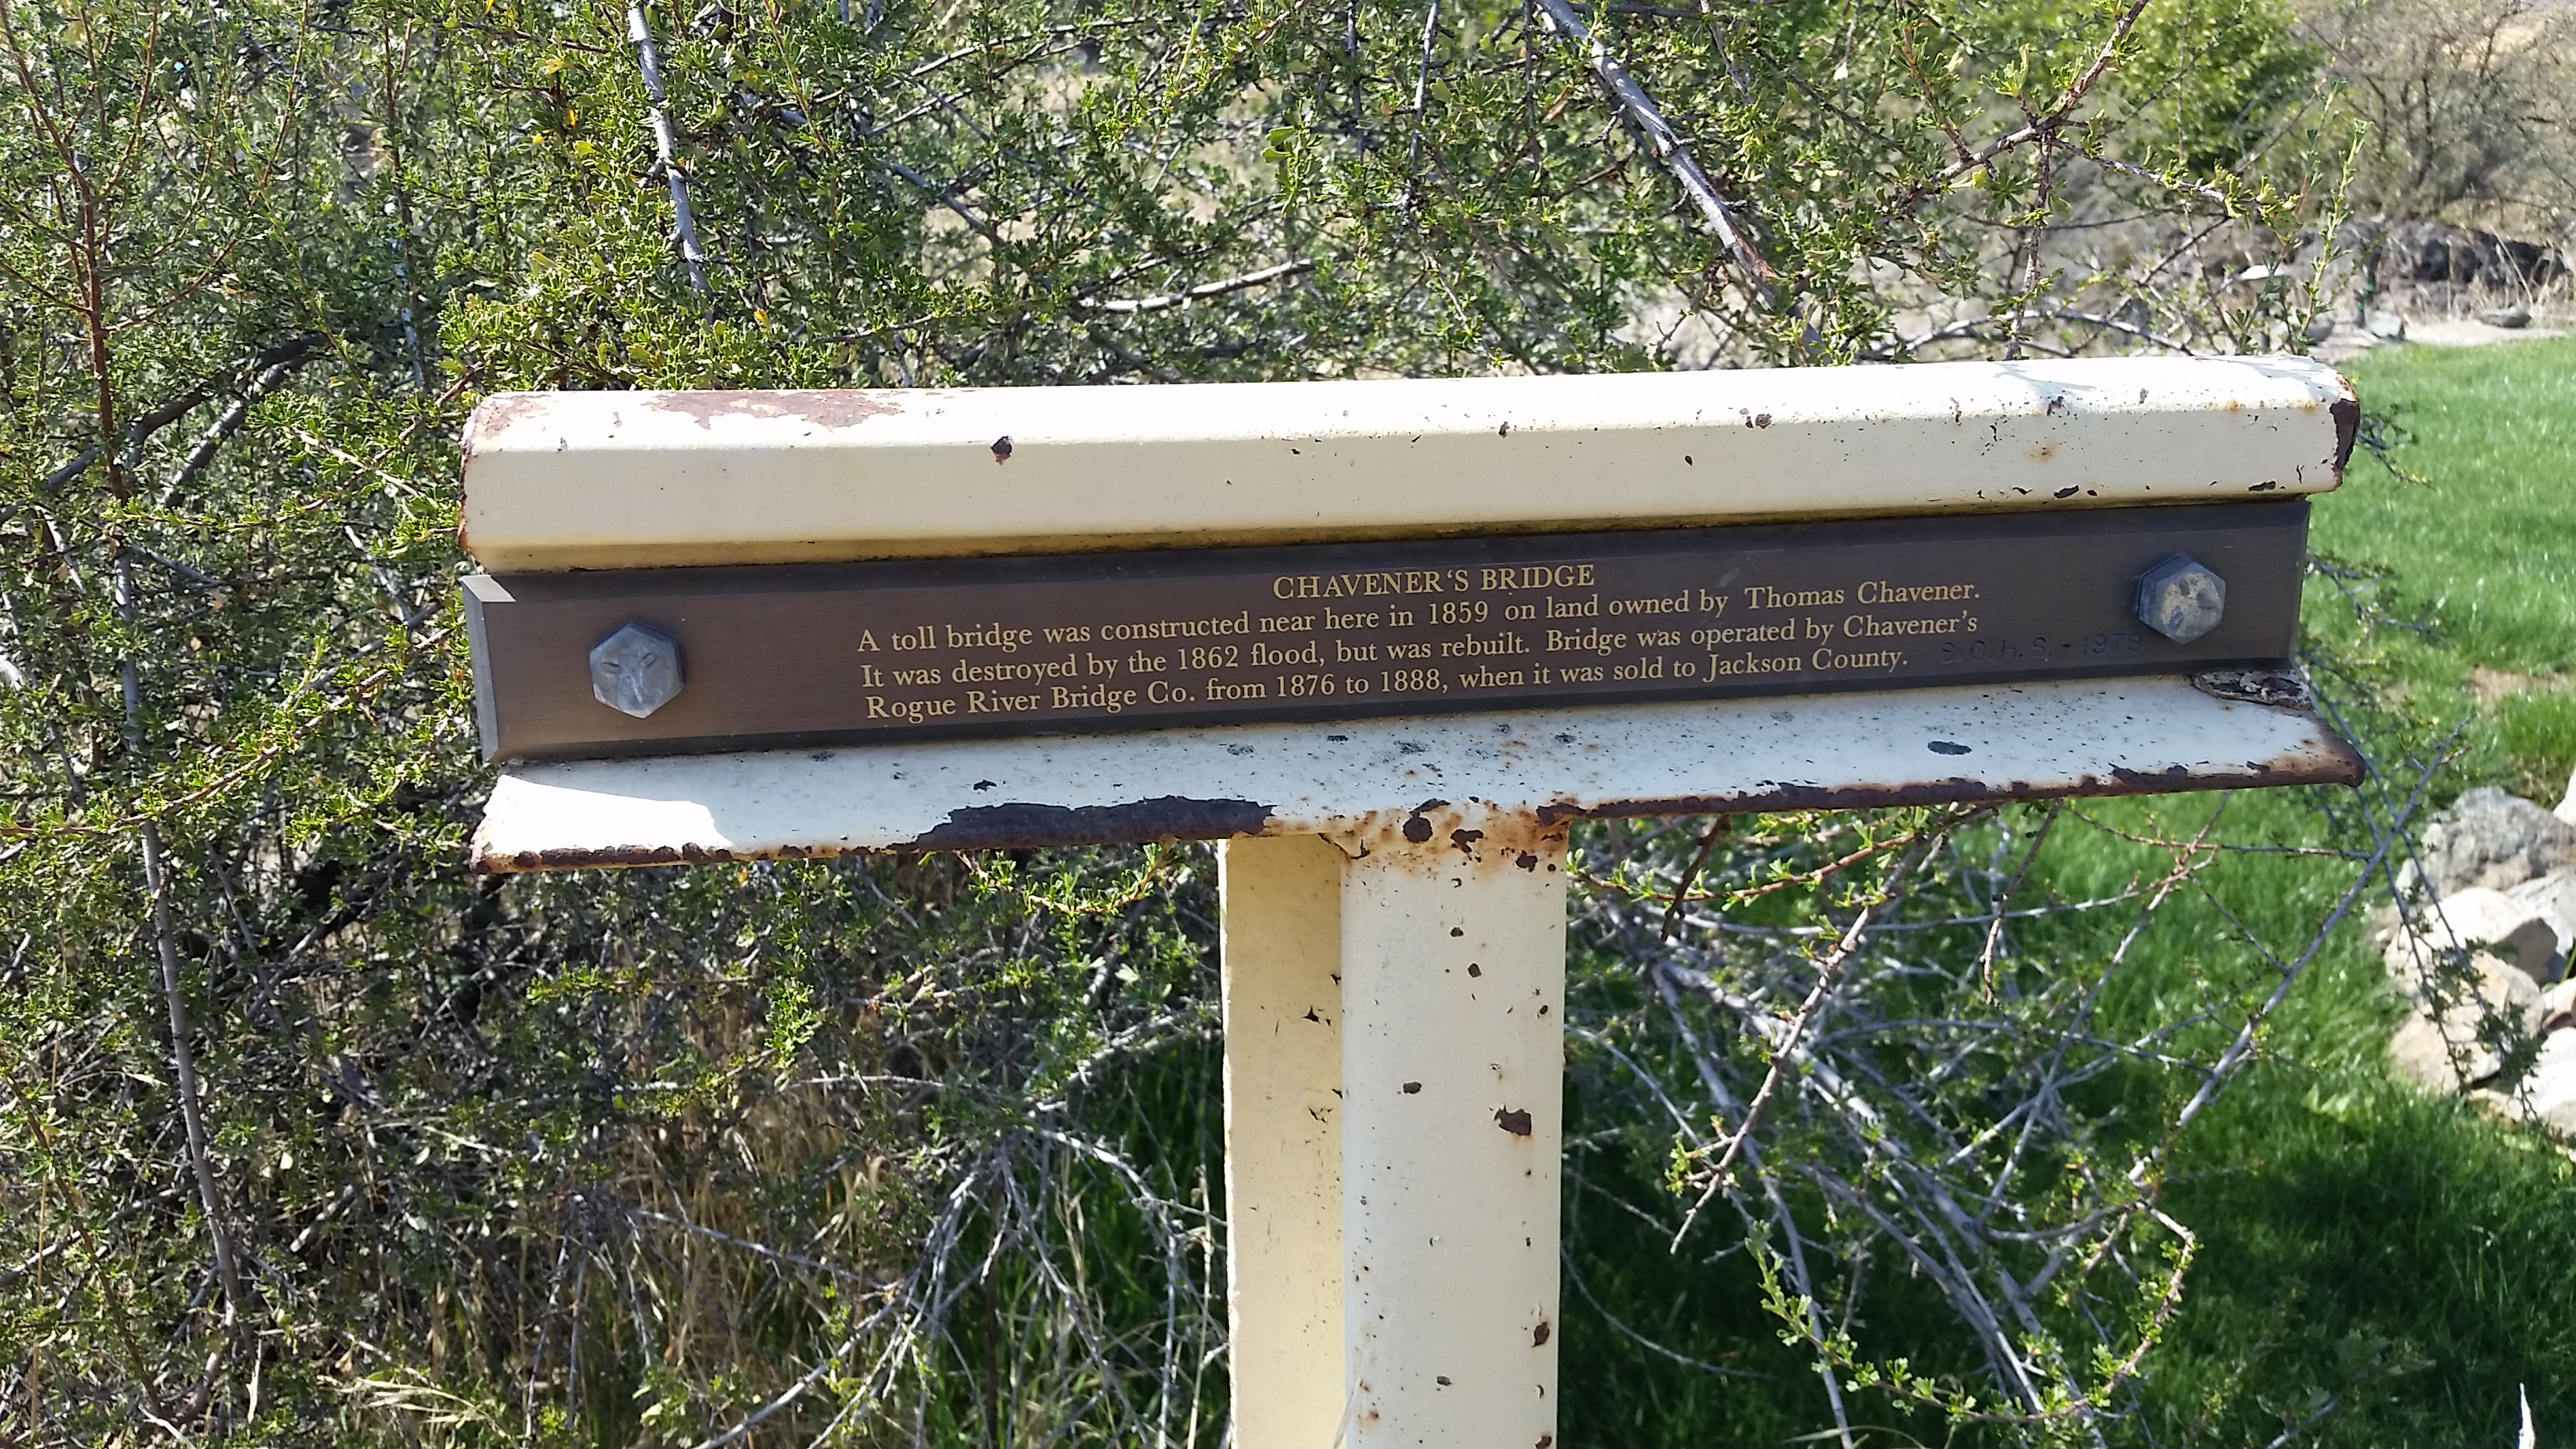 CHAVENER'S BRIDGE
A toll bridge was constructed near here in 1859 on land owned by Thomas Chavener.
It was destroyed by the 1862 flood, but was rebuilt. Bridge was operated by Chavener's
Rogue River Bridge Co. from 1876 to 1888, when it was sold to Jackson County.
S.O.H.S. - 1979